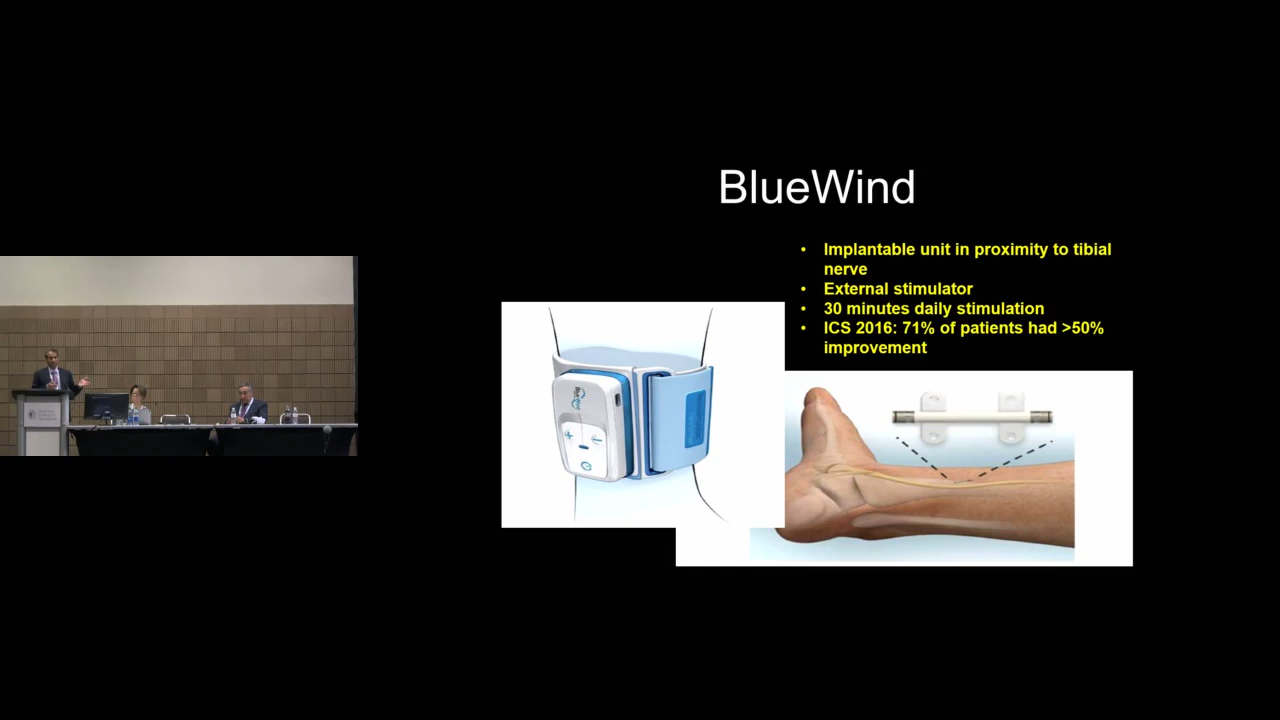 BlueWind
• Implantable unit in proximity to tibial
nerve
• External stimulator
• 30 minutes daily stimulation
• ICS 2016: 71% of patients had >50%
improvement